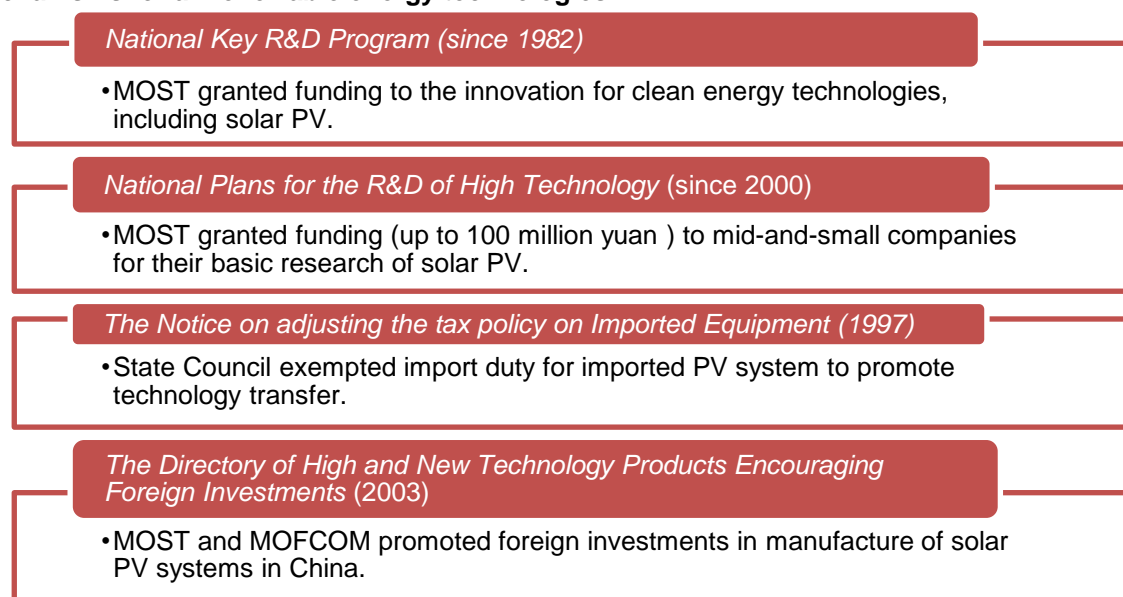 National Key R&D Program (since 1982)
•MOST granted funding to the innovation for clean energy technologies,
including solar PV.
National Plans for the R&D of High Technology (since 2000)
•MOST granted funding (up to 100 million yuan ) to mid-and-small companies
for their basic research of solar PV.
The Notice on adjusting the tax policy on Imported Equipment (1997)
•State Council exempted import duty for imported PV system to promote
technology transfer.
The Directory of High and New Technology Products Encouraging
Foreign Investments (2003)
•MOST and MOFCOM promoted foreign investments in manufacture of solar
PV systems in China.